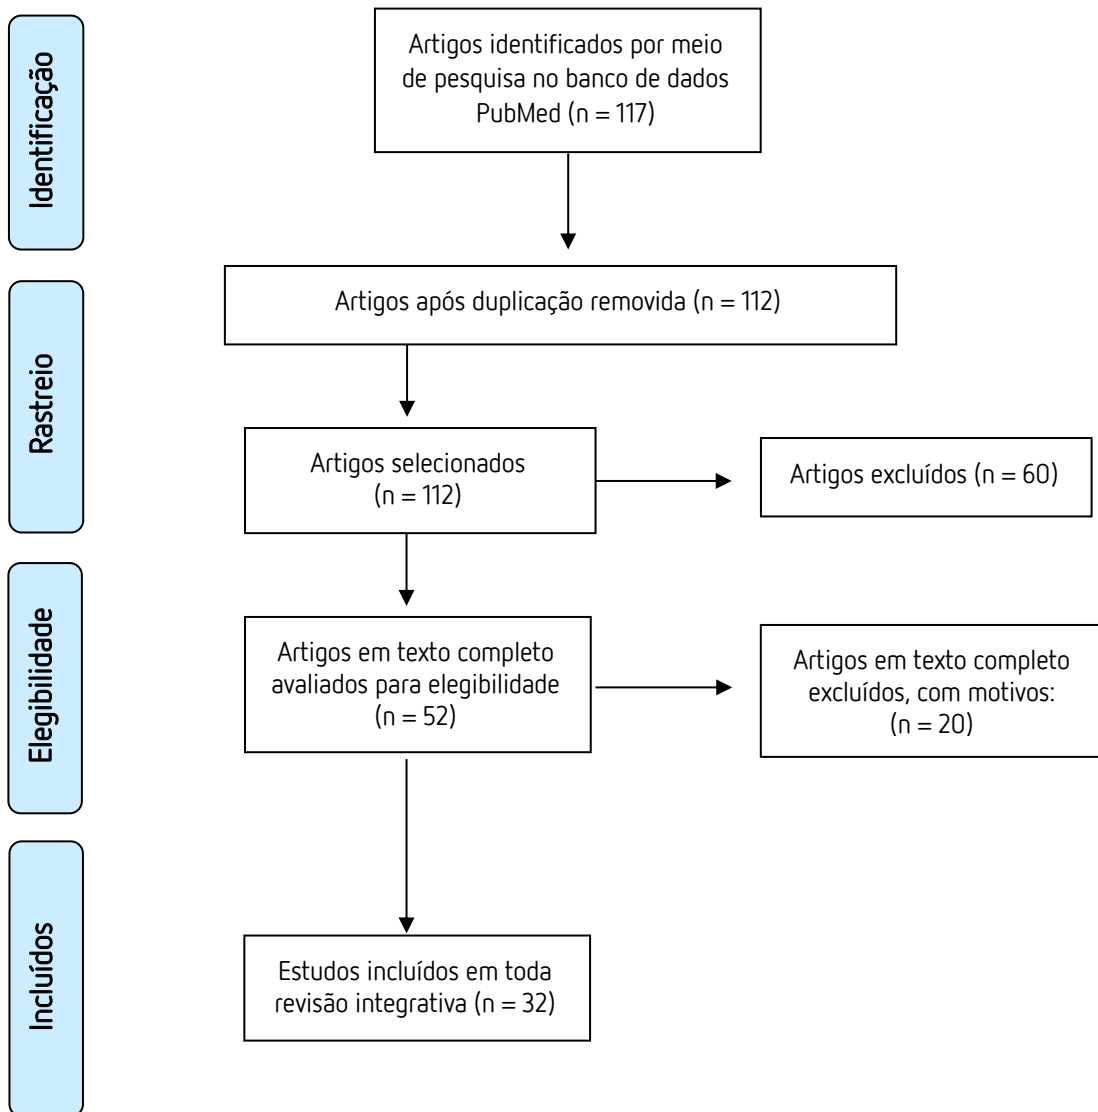 Identificação
Artigos identificados por meio
de pesquisa no banco de dados
PubMed (n = 117)
Artigos após duplicação removida (n = 112)
Rastreio
Artigos selecionados
(n = 112)
Artigos excluídos (n = 60)
Elegibilidade
Artigos em texto completo
avaliados para elegibilidade
(n = 52)
Artigos em texto completo
excluídos, com motivos:
(n = 20)
Incluídos
Estudos incluídos em toda
revisão integrativa (n = 32)